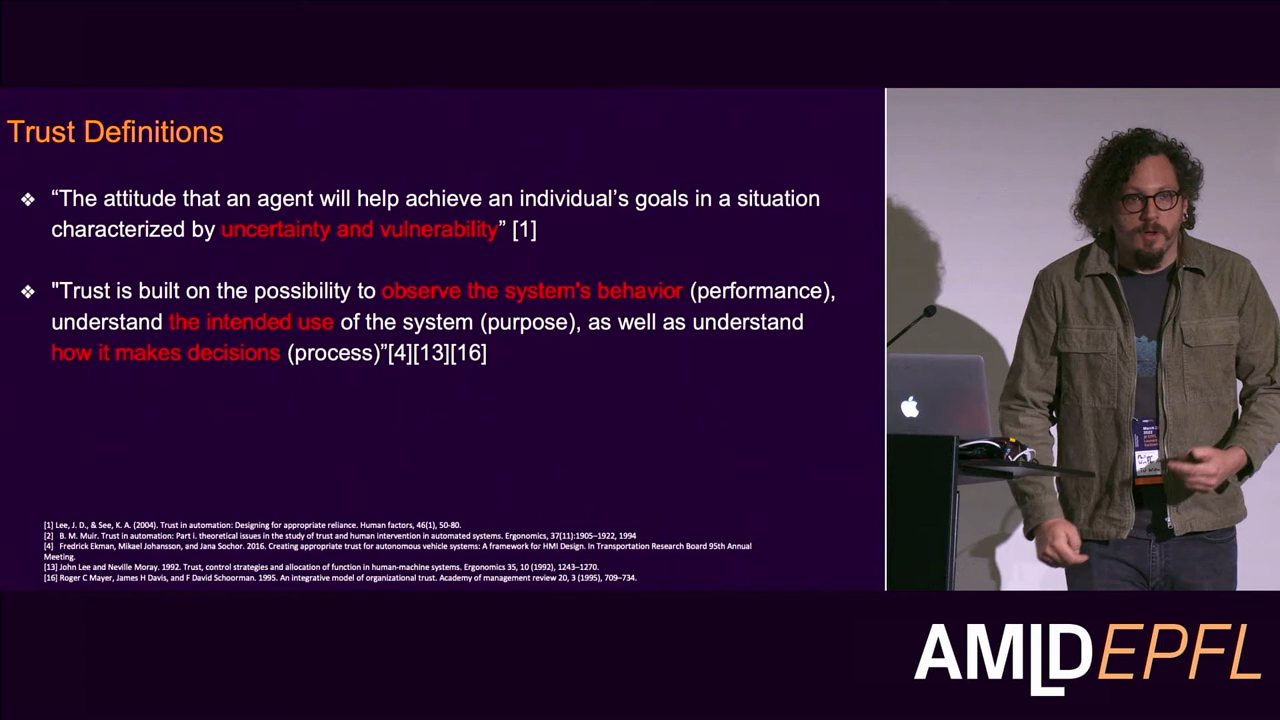 Trust Definitions
❖ “The attitude that an agent will help achieve an individual’s goals in a situation
characterized by uncertainty and vulnerability” [1]
❖ "Trust is built on the possibility to observe the system's behavior (performance),
understand the intended use of the system (purpose), as well as understand
how it makes decisions (process)”[4][13][16]
[1] Lee, J. D., & See, K. A. (2004). Trust in automation: Designing for appropriate reliance. Human factors, 46(1), 50-80.
[2] B. M. Muir. Trust in automation: Part i. theoretical issues in the study of trust and human intervention in automated systems. Ergonomics, 37(11):1905–1922, 1994
[4] Fredrick Ekman, Mikael Johansson, and Jana Sochor. 2016. Creating appropriate trust for autonomous vehicle systems: A framework for HMI Design. In Transportation Research Board 95th Annual
Meeting.
[13] John Lee and Neville Moray. 1992. Trust, control strategies and allocation of function in human-machine systems. Ergonomics 35, 10 (1992), 1243–1270.
[16] Roger C Mayer, James H Davis, and F David Schoorman. 1995. An integrative model of organizational trust. Academy of management review 20, 3 (1995), 709–734.
AMLD EPFL